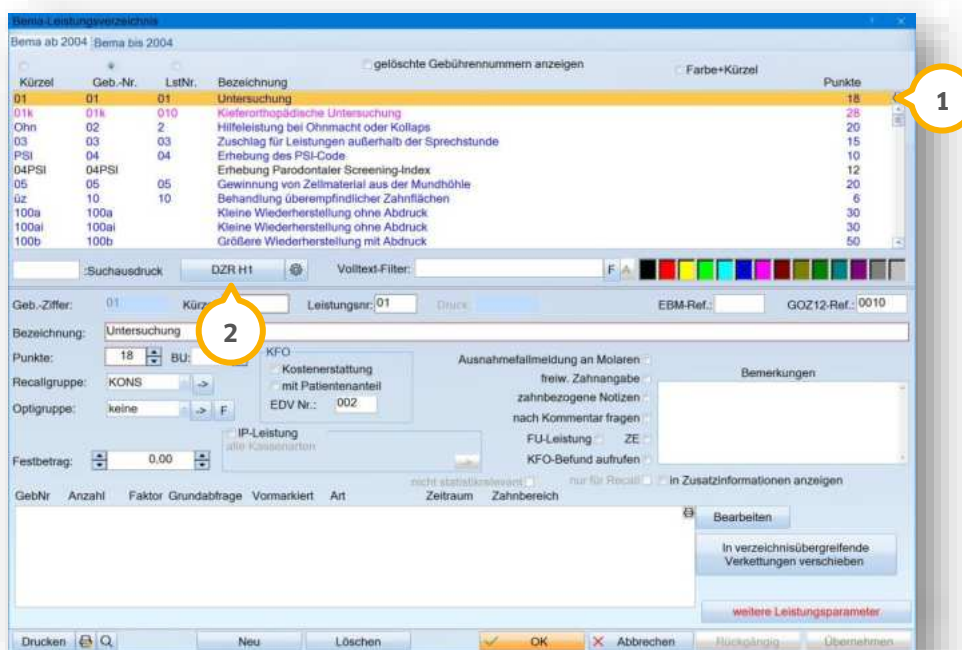 Bema-Leistungsverzeichnis
Bema ab 2004 Bema bis 2004
gelöschte Gebührennummern anzeigen Farbe+Kürzel
Kürzel Geb.-Nr. LstNr. Bezeichnung Punkte
01 01 01 Untersuchung 18
01k 01k 010 Kieferorthopädische Untersuchung 28
Ohn 02 2 Hilfeleistung bei Ohnmacht oder Kollaps 20
03 03 03 Zuschlag für Leistungen außerhalb der Sprechstunde 15
PSI 04 04 Erhebung des PSI-Code 10
04PSI 04PSI Erhebung Parodontaler Screening-Index 12
05 05 05 Gewinnung von Zellmaterial aus der Mundhöhle 20
üz 10 10 Behandlung überempfindlicher Zahnflächen 6
100a 100a Kleine Wiederherstellung ohne Abdruck 30
100ai 100ai Kleine Wiederherstellung ohne Abdruck 30
100b 100b Größere Wiederherstellung mit Abdruck 50
1
:Suchausdruck DZR H1 Volltext-Filter: F A
Geb.-Ziffer: 01 Leistungsnr: 01 Druck: EBM-Ref.: GOZ12-Ref.: 0010
2
Bezeichnung: Untersuchung
Punkte: 18 BU: KFO
Kostenerstattung
mit Patientenanteil
EDV Nr.: 002
Recallgruppe: KONS ->
Optigruppe: keine -> F
IP-Leistung
alle Kassenarten
Festbetrag: 0,00
Ausnahmefallmeldung an Molaren
freiw. Zahnangabe
zahnbezogene Notizen
nach Kommentar fragen
FU-Leistung ZE
KFO-Befund aufrufen
Bemerkungen
nicht statistikrelevant nur für Recall in Zusatzinformationen anzeigen
GebNr Anzahl Faktor Grundabfrage Vormarkiert Art Zeitraum Zahnbereich
Bearbeiten
In verzeichnisübergreifende
Verkettungen verschieben
weitere Leistungsparameter
Drucken Neu Löschen OK Abbrechen Rückgängig Übernehmen